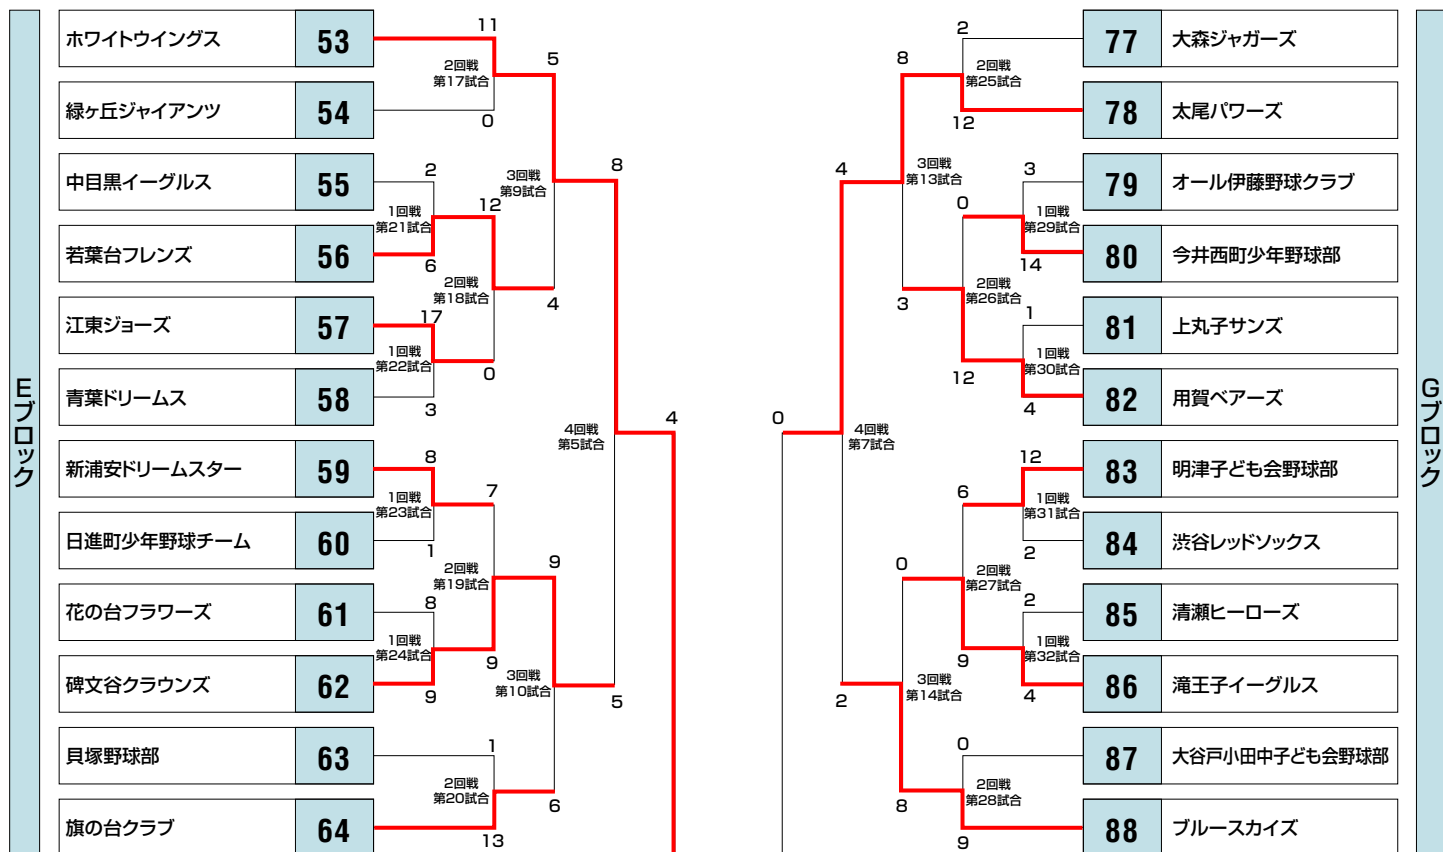 Eブロック
ホワイトウイングス 53
緑ヶ丘ジャイアンツ 54
中目黒イーグルス 55
若葉台フレンズ 56
江東ジョーズ 57
青葉ドリームス 58
新浦安ドリームスター 59
日進町少年野球チーム 60
花の台フラワーズ 61
碑文谷クラウンズ 62
貝塚野球部 63
旗の台クラブ 64
11
2回戦
第17試合
0
2
1回戦
第21試合
6
12
2回戦
第18試合
0
17
1回戦
第22試合
3
8
1回戦
第23試合
1
7
2回戦
第19試合
9
8
1回戦
第24試合
9
1
2回戦
第20試合
13
5
3回戦
第9試合
4
9
3回戦
第10試合
6
8
4回戦
第5試合
5
4
0
4
4回戦
第7試合
2
8
3回戦
第13試合
3
0
3回戦
第14試合
8
2
2回戦
第25試合
12
0
2回戦
第26試合
12
6
2回戦
第27試合
9
0
2回戦
第28試合
9
3
1回戦
第29試合
14
1
1回戦
第30試合
4
12
1回戦
第31試合
2
2
1回戦
第32試合
4
77 大森ジャガーズ
78 太尾パワーズ
79 オール伊藤野球クラブ
80 今井西町少年野球部
81 上丸子サンズ
82 用賀ベアーズ
83 明津子ども会野球部
84 渋谷レッドソックス
85 清瀬ヒーローズ
86 滝王子イーグルス
87 大谷戸小田中子ども会野球部
88 ブルースカイズ
Gブロック